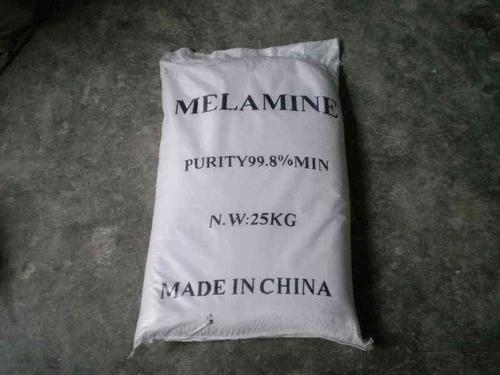 MELAMINE
PURITY99.8%MIN
N.W:25KG
MADE IN CHINA